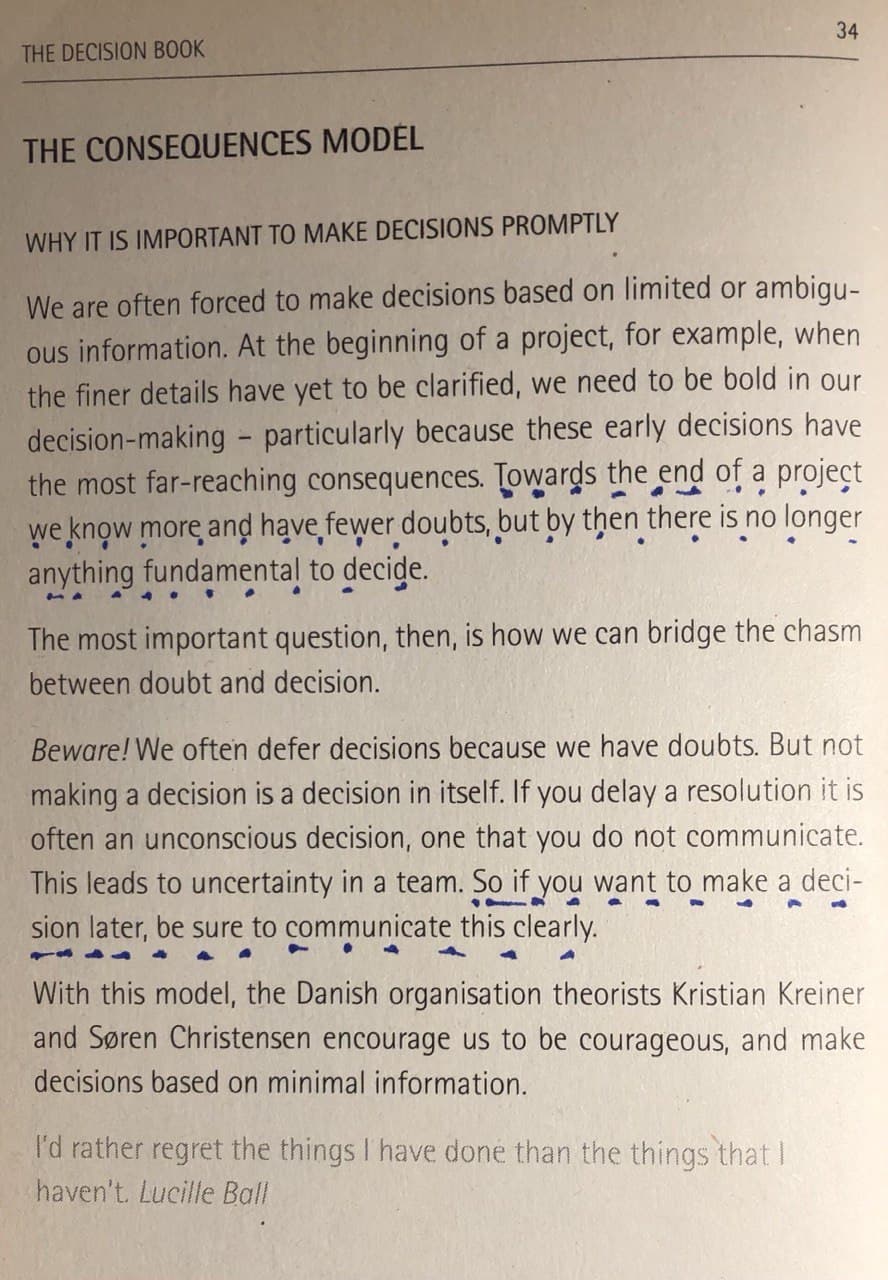 34
THE DECISION BOOK
THE CONSEQUENCES MODEL
WHY IT IS IMPORTANT TO MAKE DECISIONS PROMPTLY
We are often forced to make decisions based on limited or ambigu-
ous information. At the beginning of a project, for example, when
the finer details have yet to be clarified, we need to be bold in our
decision-making – particularly because these early decisions have
the most far-reaching consequences. Towards the end of a project
we know more and have fewer doubts, but by then there is no longer
anything fundamental to decide.
The most important question, then, is how we can bridge the chasm
between doubt and decision.
Beware! We often defer decisions because we have doubts. But not
making a decision is a decision in itself. If you delay a resolution it is
often an unconscious decision, one that you do not communicate.
This leads to uncertainty in a team. So if you want to make a deci-
sion later, be sure to communicate this clearly.
With this model, the Danish organisation theorists Kristian Kreiner
and Søren Christensen encourage us to be courageous, and make
decisions based on minimal information.
I'd rather regret the things I have done than the things that I
haven't. Lucille Ball